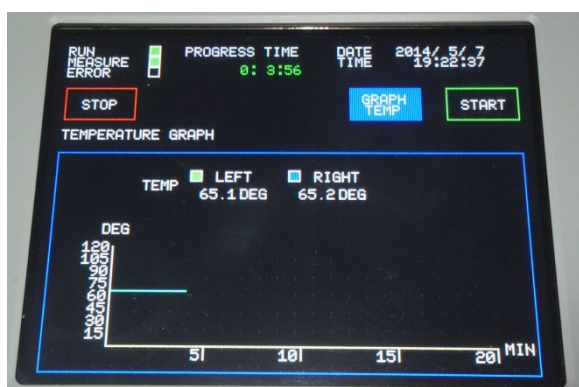 RUN
MEASURE
ERROR
PROGRESS TIME
0: 3:56
DATE 2014/ 5/ 7
TIME 19:22:37
STOP
GRAPH
TEMP
START
TEMPERATURE GRAPH
TEMP LEFT RIGHT
65.1DEG 65.2DEG
DEG
120
105
90
75
60
45
30
15
5 10 15 20 MIN